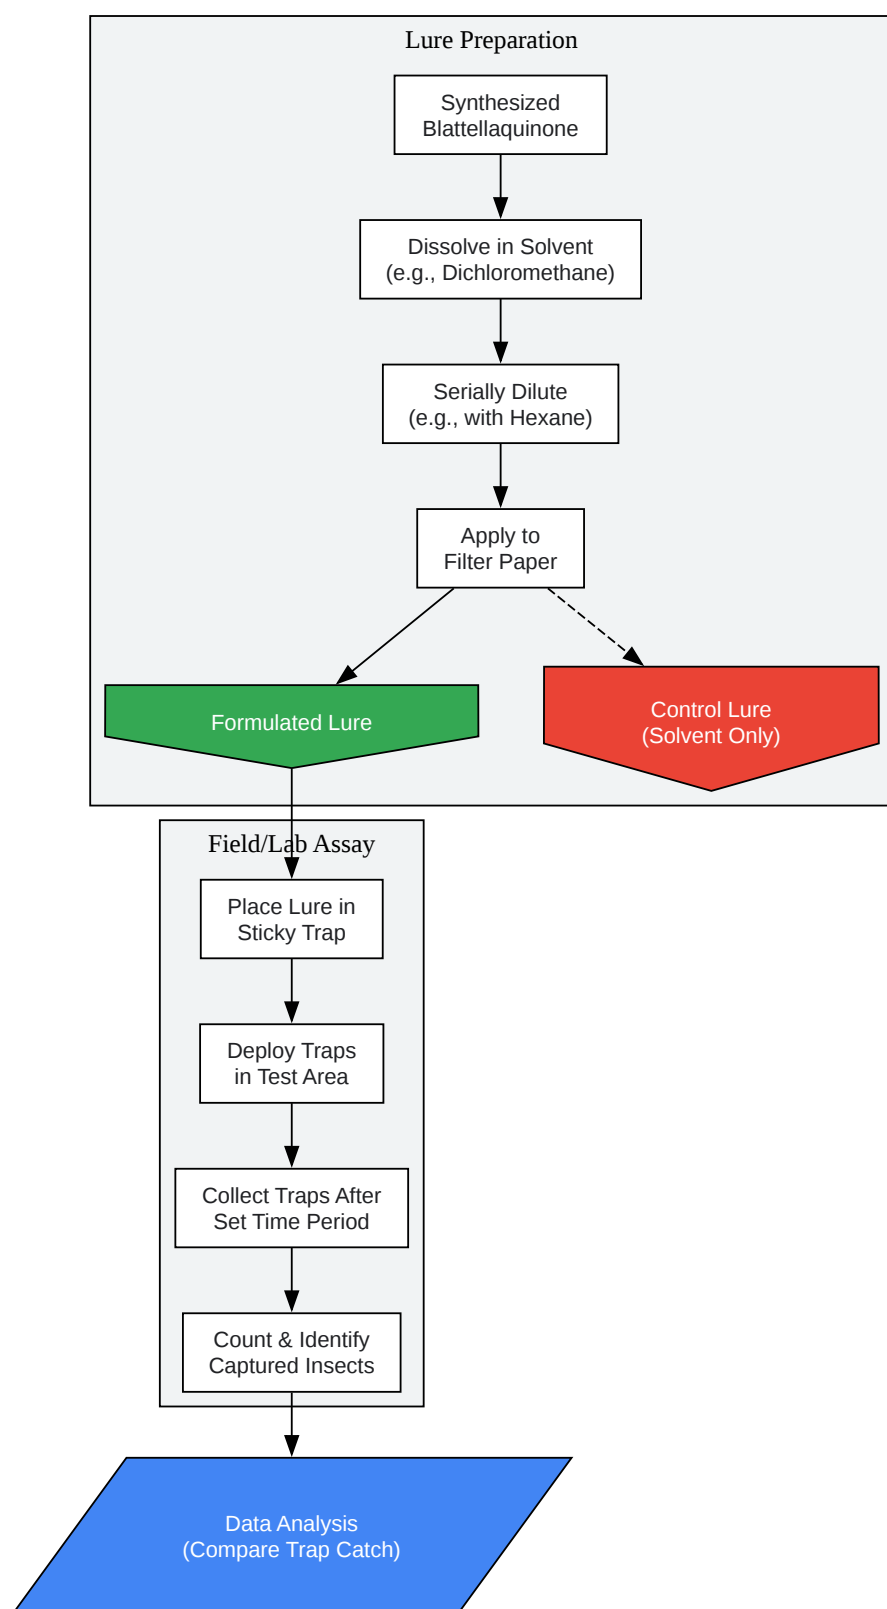 Lure Preparation
Synthesized
Blattellaquinone
Dissolve in Solvent
(e.g., Dichloromethane)
Serially Dilute
(e.g., with Hexane)
Apply to
Filter Paper
Formulated Lure
Control Lure
(Solvent Only)
Field/Lab Assay
Place Lure in
Sticky Trap
Deploy Traps
in Test Area
Collect Traps After
Set Time Period
Count & Identify
Captured Insects
Data Analysis
(Compare Trap Catch)